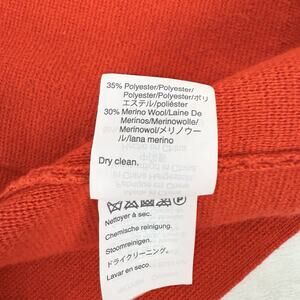 35% Polyester/Polyester/
Polyester/Polyester/ポリ
エステル/poliéster
30% Merino Wool/Laine De
Merinos/Merinowolle/
Merinowol/メリノウー
ル/lana merino
Dry clean.
Nettoyer à sec.
Chemische reinigung.
Stoomreinigen.
ドライクリーニング。
Lavar en seco.